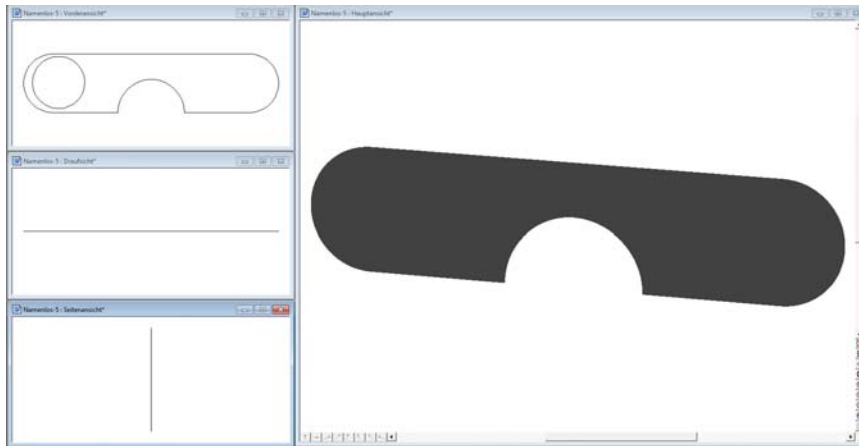 Namenlos 5 : Vorderansicht*
Namenlos 5 : Hauptansicht*
Namenlos 5 : Draufsicht*
Namenlos 5 : Seitenansicht*